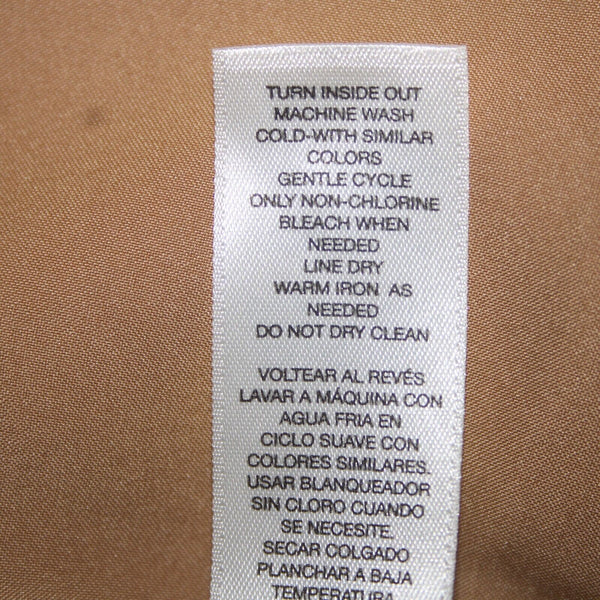 TURN INSIDE OUT
MACHINE WASH
COLD-WITH SIMILAR
COLORS
GENTLE CYCLE
ONLY NON-CHLORINE
BLEACH WHEN
NEEDED
LINE DRY
WARM IRON AS
NEEDED
DO NOT DRY CLEAN
VOLTEAR AL REVÉS
LAVAR A MÁQUINA CON
AGUA FRIA EN
CICLO SUAVE CON
COLORES SIMILARES.
USAR BLANQUEADOR
SIN CLORO CUANDO
SE NECESITE.
SECAR COLGADO
PLANCHAR A BAJA
TEMPERATURA